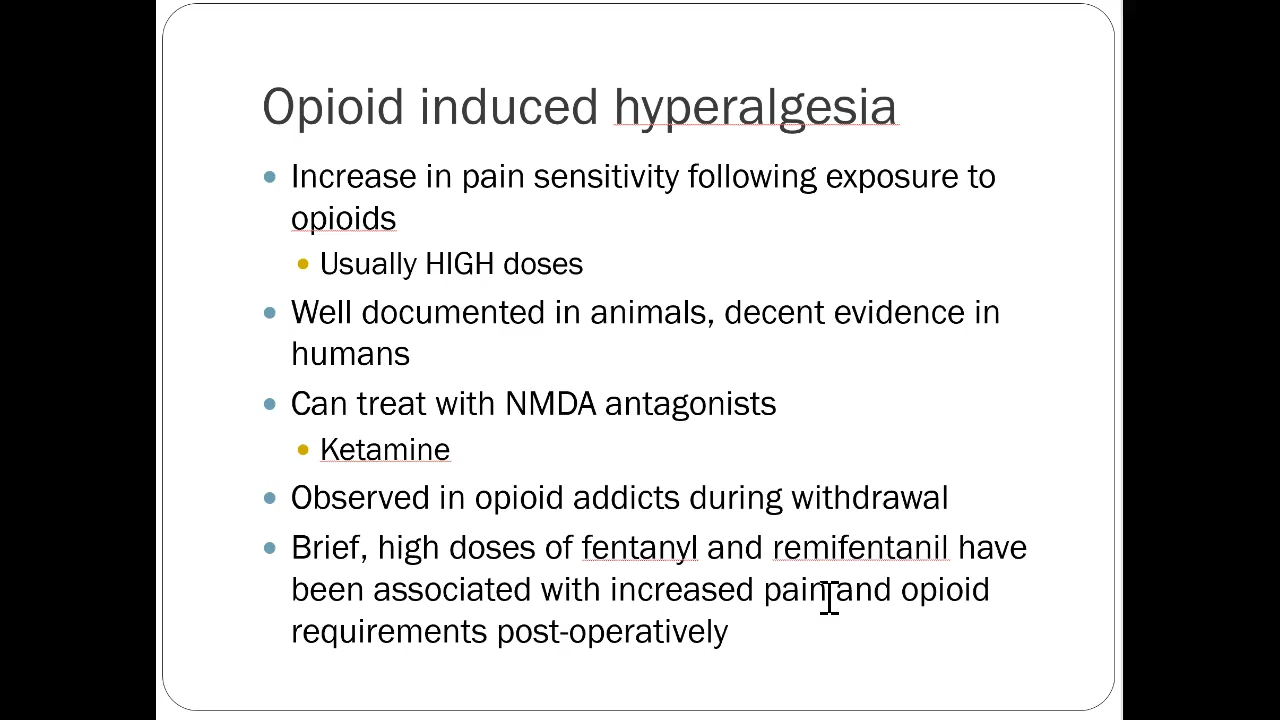 Opioid induced hyperalgesia
Increase in pain sensitivity following exposure to
opioids
Usually HIGH doses
Well documented in animals, decent evidence in
humans
Can treat with NMDA antagonists
Ketamine
Observed in opioid addicts during withdrawal
Brief, high doses of fentanyl and remifentanil have
been associated with increased pain and opioid
requirements post-operatively